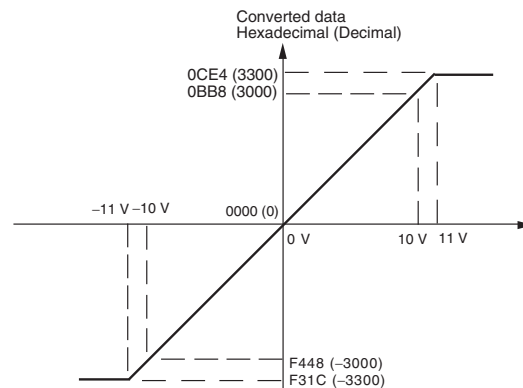 Converted data
Hexadecimal (Decimal)
0CE4 (3300)
0BB8 (3000)
−11 V −10 V
0000 (0)
0 V
10 V
11 V
F448 (−3000)
F31C (−3300)